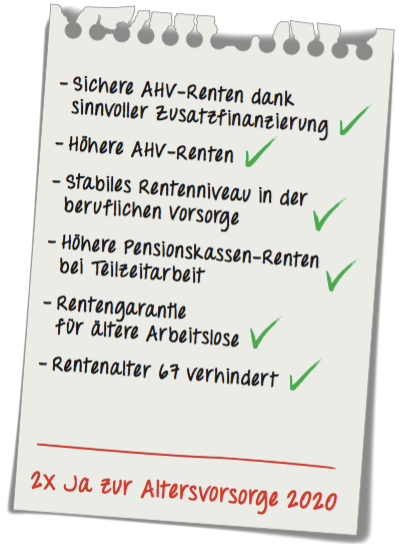 - Sichere AHV-Renten dank
sinnvoller Zusatzfinanzierung
- Höhere AHV-Renten
- Stabiles Rentenniveau in der
beruflichen Vorsorge
- Höhere Pensionskassen-Renten
bei Teilzeitarbeit
- Rentengarantie
für ältere Arbeitslose
- Rentenalter 67 verhindert
2x Ja zur Altersvorsorge 2020